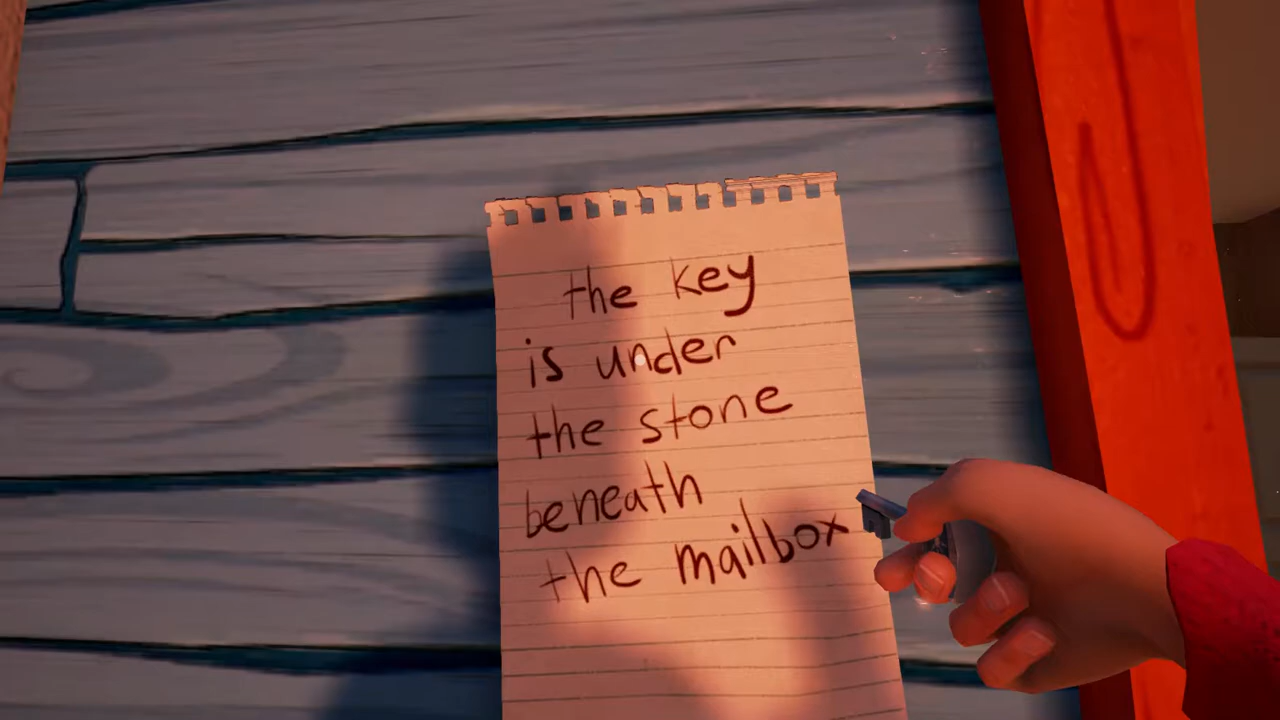 the key
is under
the stone
beneath
the mailbox